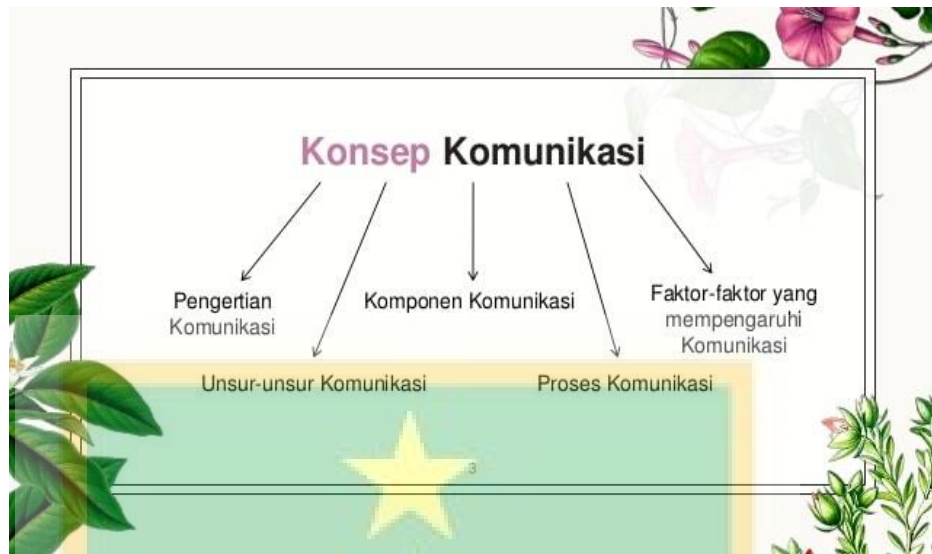 Konsep Komunikasi
Pengertian
Komunikasi
Komponen Komunikasi
Faktor-faktor yang
mempengaruhi
Komunikasi
Unsur-unsur Komunikasi
Proses Komunikasi
3